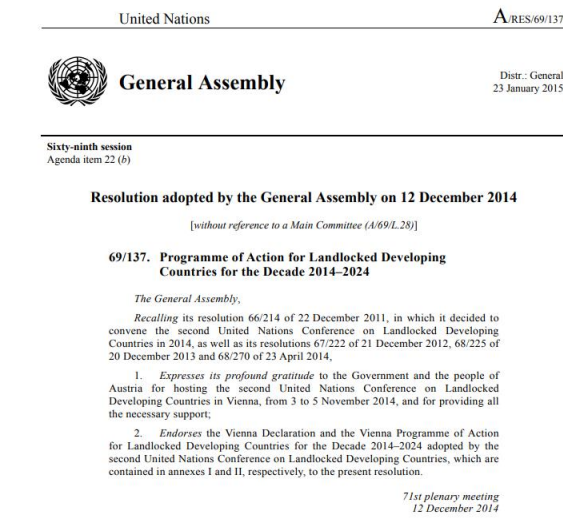 United Nations
A/RES/69/137
General Assembly
Distr.: General
23 January 2015
Sixty-ninth session
Agenda item 22 (b)
Resolution adopted by the General Assembly on 12 December 2014
[without reference to a Main Committee (A/69/L.28)]
69/137. Programme of Action for Landlocked Developing
Countries for the Decade 2014–2024
The General Assembly,
Recalling its resolution 66/214 of 22 December 2011, in which it decided to
convene the second United Nations Conference on Landlocked Developing
Countries in 2014, as well as its resolutions 67/222 of 21 December 2012, 68/225 of
20 December 2013 and 68/270 of 23 April 2014,
1. Expresses its profound gratitude to the Government and the people of
Austria for hosting the second United Nations Conference on Landlocked
Developing Countries in Vienna, from 3 to 5 November 2014, and for providing all
the necessary support;
2. Endorses the Vienna Declaration and the Vienna Programme of Action
for Landlocked Developing Countries for the Decade 2014–2024 adopted by the
second United Nations Conference on Landlocked Developing Countries, which are
contained in annexes I and II, respectively, to the present resolution.
71st plenary meeting
12 December 2014